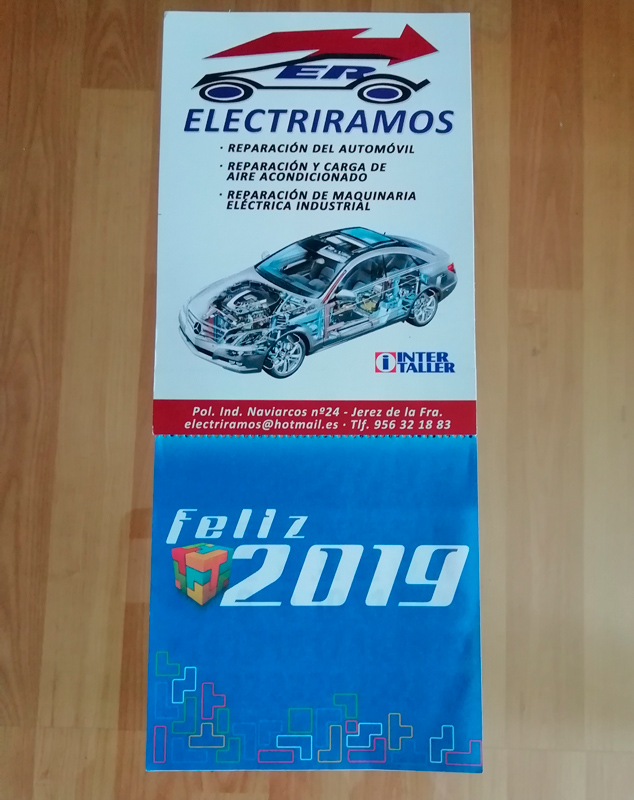 ER
ELECTRIRAMOS
· REPARACIÓN DEL AUTOMÓVIL
· REPARACIÓN Y CARGA DE
AIRE ACONDICIONADO
· REPARACIÓN DE MAQUINARIA
ELÉCTRICA INDUSTRIAL
i INTER
TALLER
Pol. Ind. Naviarcos nº24 - Jerez de la Fra.
electriramos@hotmail.es · Tlf. 956 32 18 83
feliz
2019